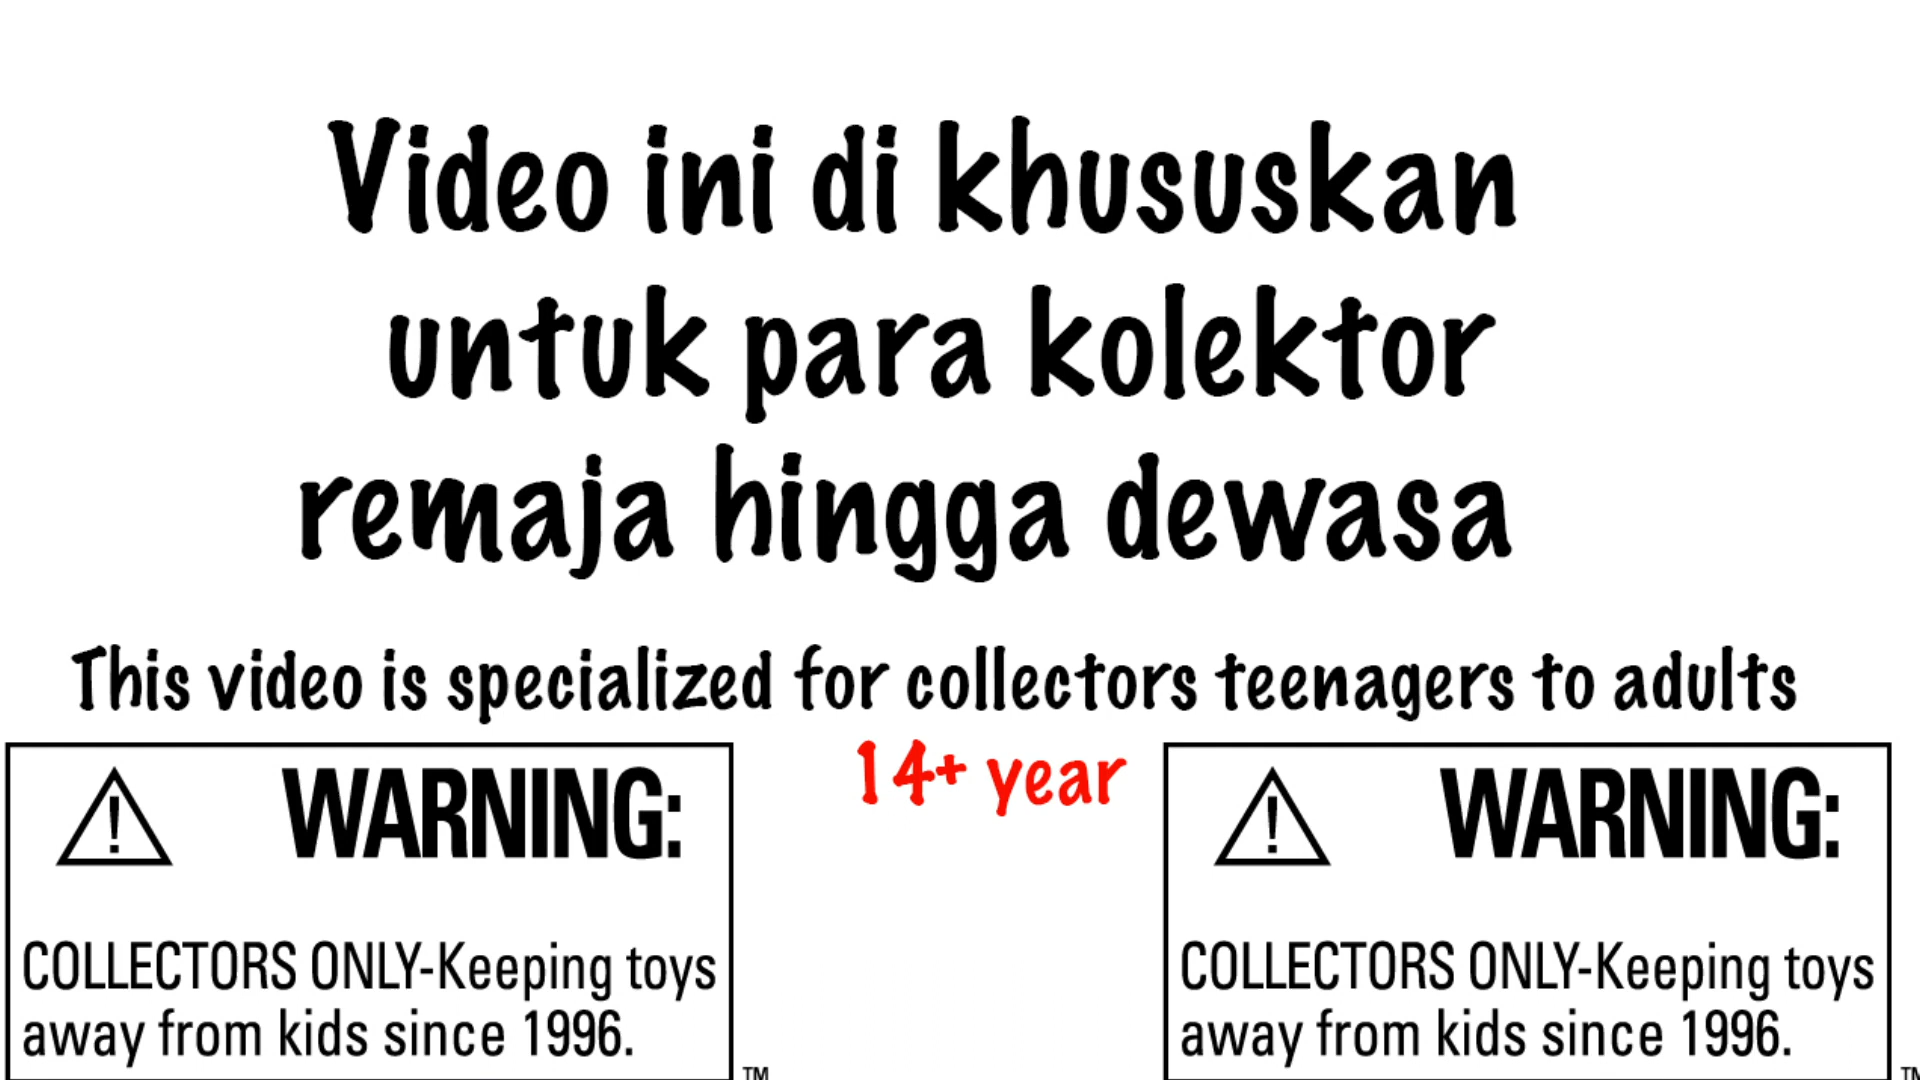 Video ini di khususkan
untuk para kolektor
remaja hingga dewasa
This video is specialized for collectors teenagers to adults
14+ year
WARNING:
COLLECTORS ONLY-Keeping toys
away from kids since 1996.
TM
WARNING:
COLLECTORS ONLY-Keeping toys
away from kids since 1996.
TM